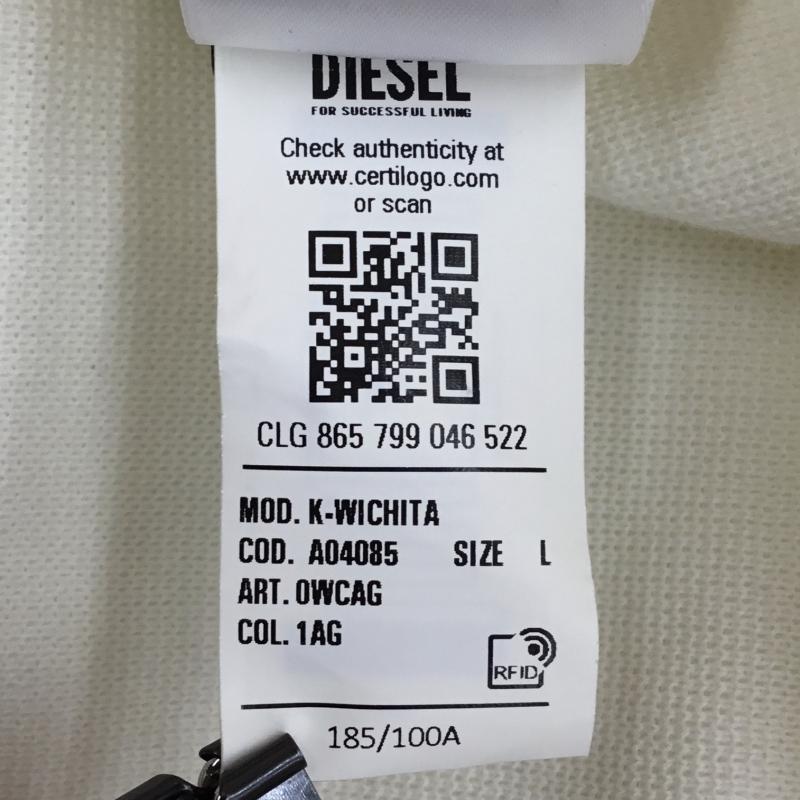 DIESEL
FOR SUCCESSFUL LIVING
Check authenticity at
www.certilogo.com
or scan
CLG 865 799 046 522
MOD. K-WICHITA
COD. A04085 SIZE L
ART. 0WCAG
COL. 1AG
RFID
185/100A